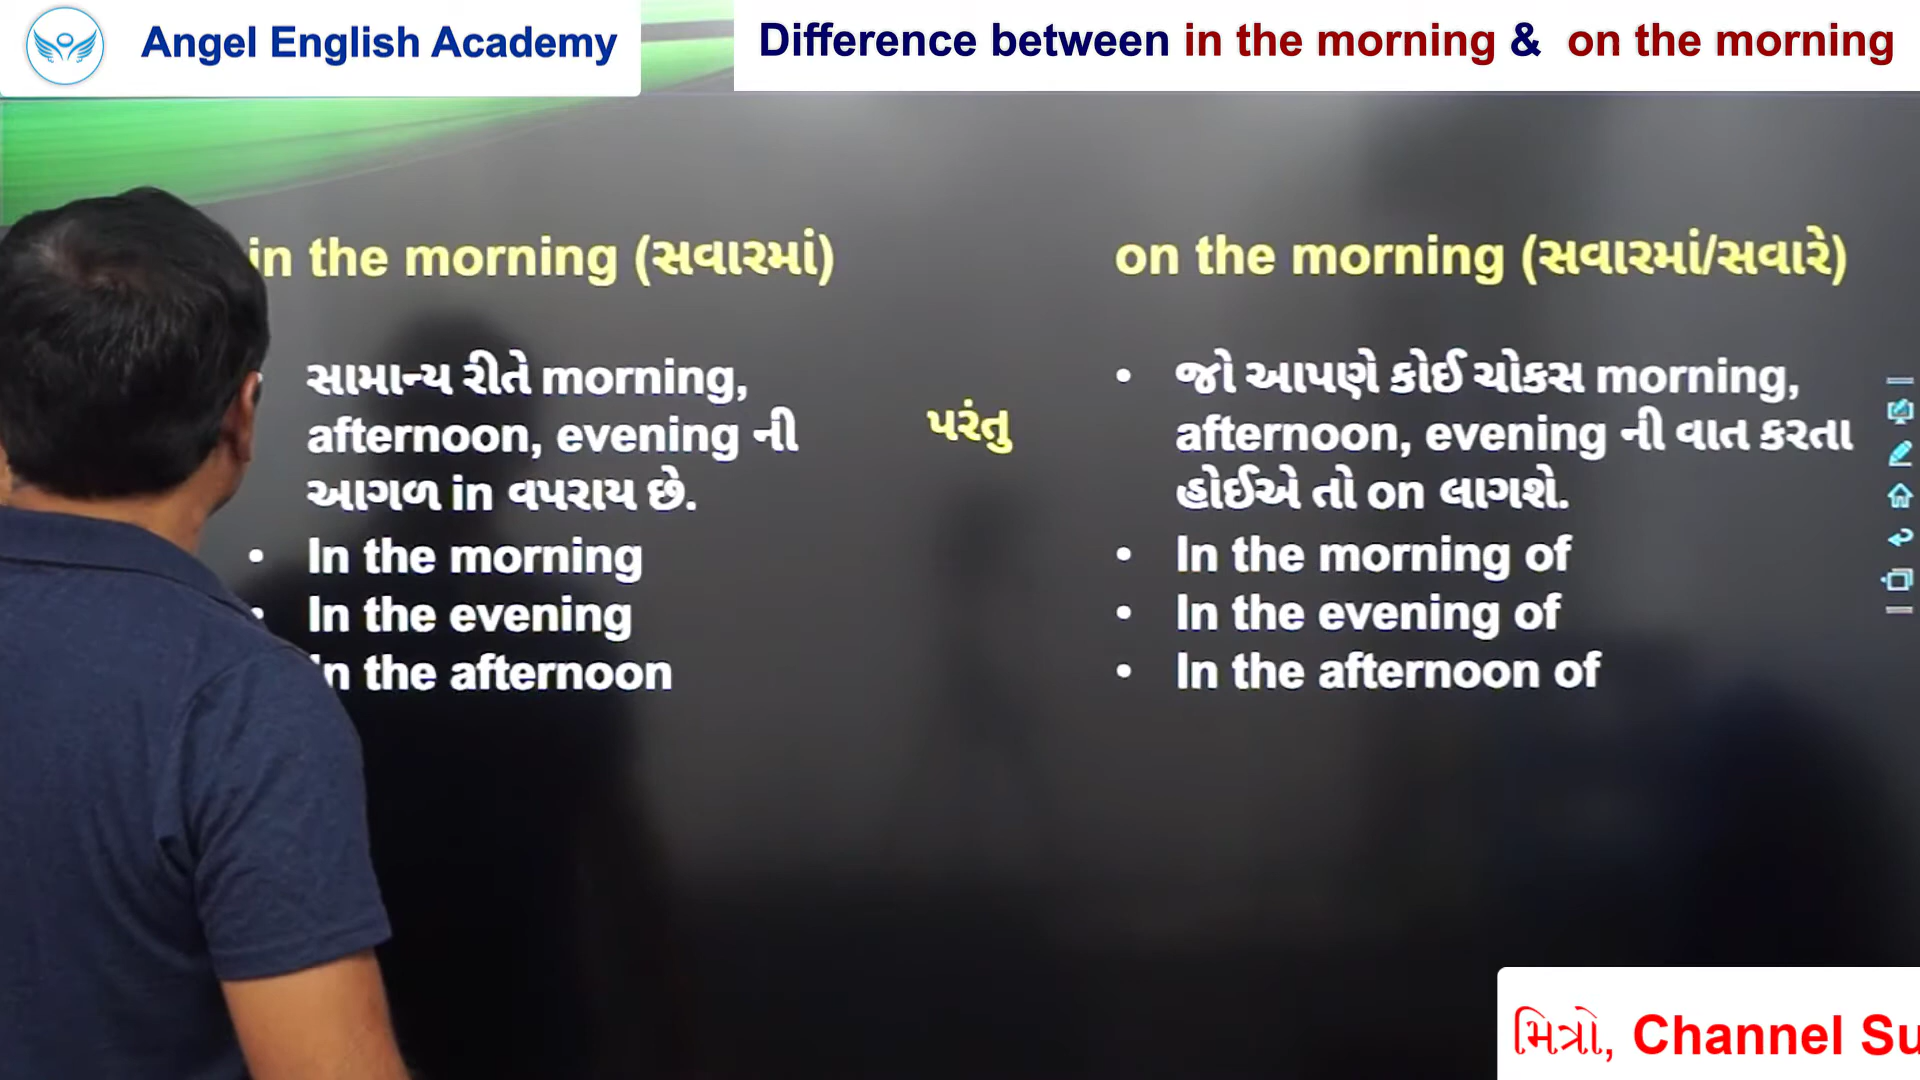 Angel English Academy
Difference between in the morning & on the morning
in the morning (સવારમાં)
સામાન્ય રીતે morning,
afternoon, evening ની
આગળ in વપરાય છે.
• In the morning
• In the evening
In the afternoon
પરંતુ
on the morning (સવારમાં/સવારે)
• જો આપણે કોઈ ચોકસ morning,
afternoon, evening ની વાત કરતા
હોઈએ તો on લાગશે.
• In the morning of
• In the evening of
• In the afternoon of
મિત્રો, Channel Su